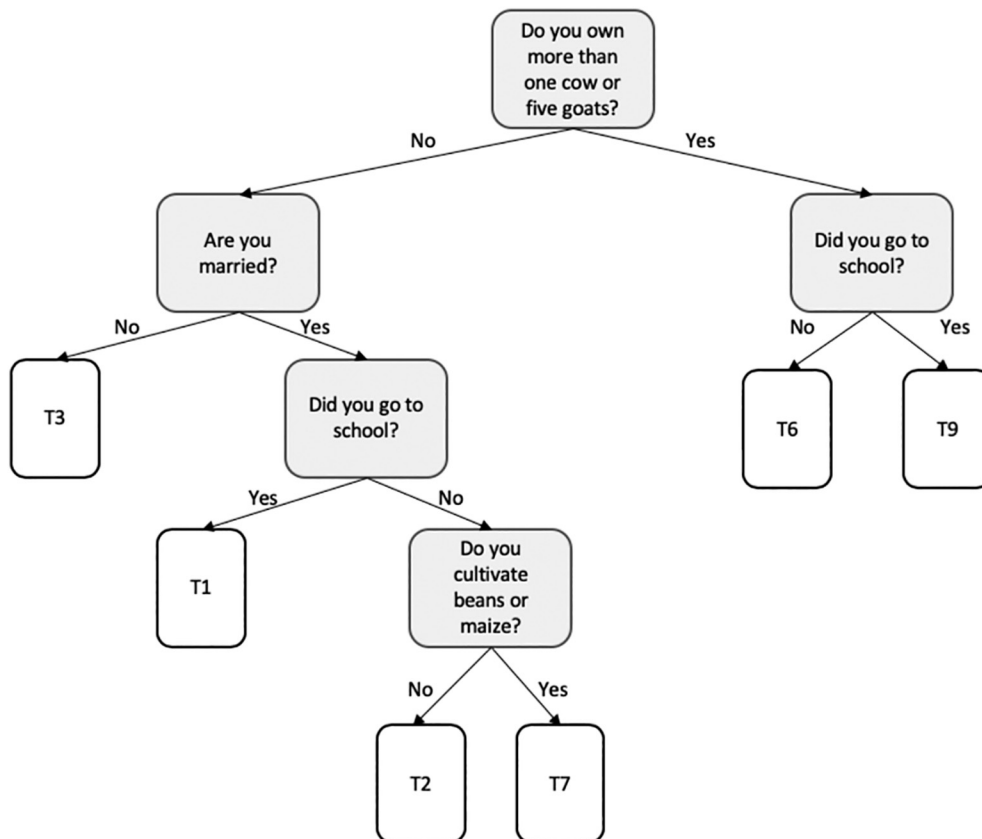 Do you own
more than
one cow or
five goats?
No
Yes
Are you
married?
Did you go to
school?
No
Yes
No
Yes
T3
Did you go to
school?
T6
T9
Yes
No
T1
Do you
cultivate
beans or
maize?
No
Yes
T2
T7